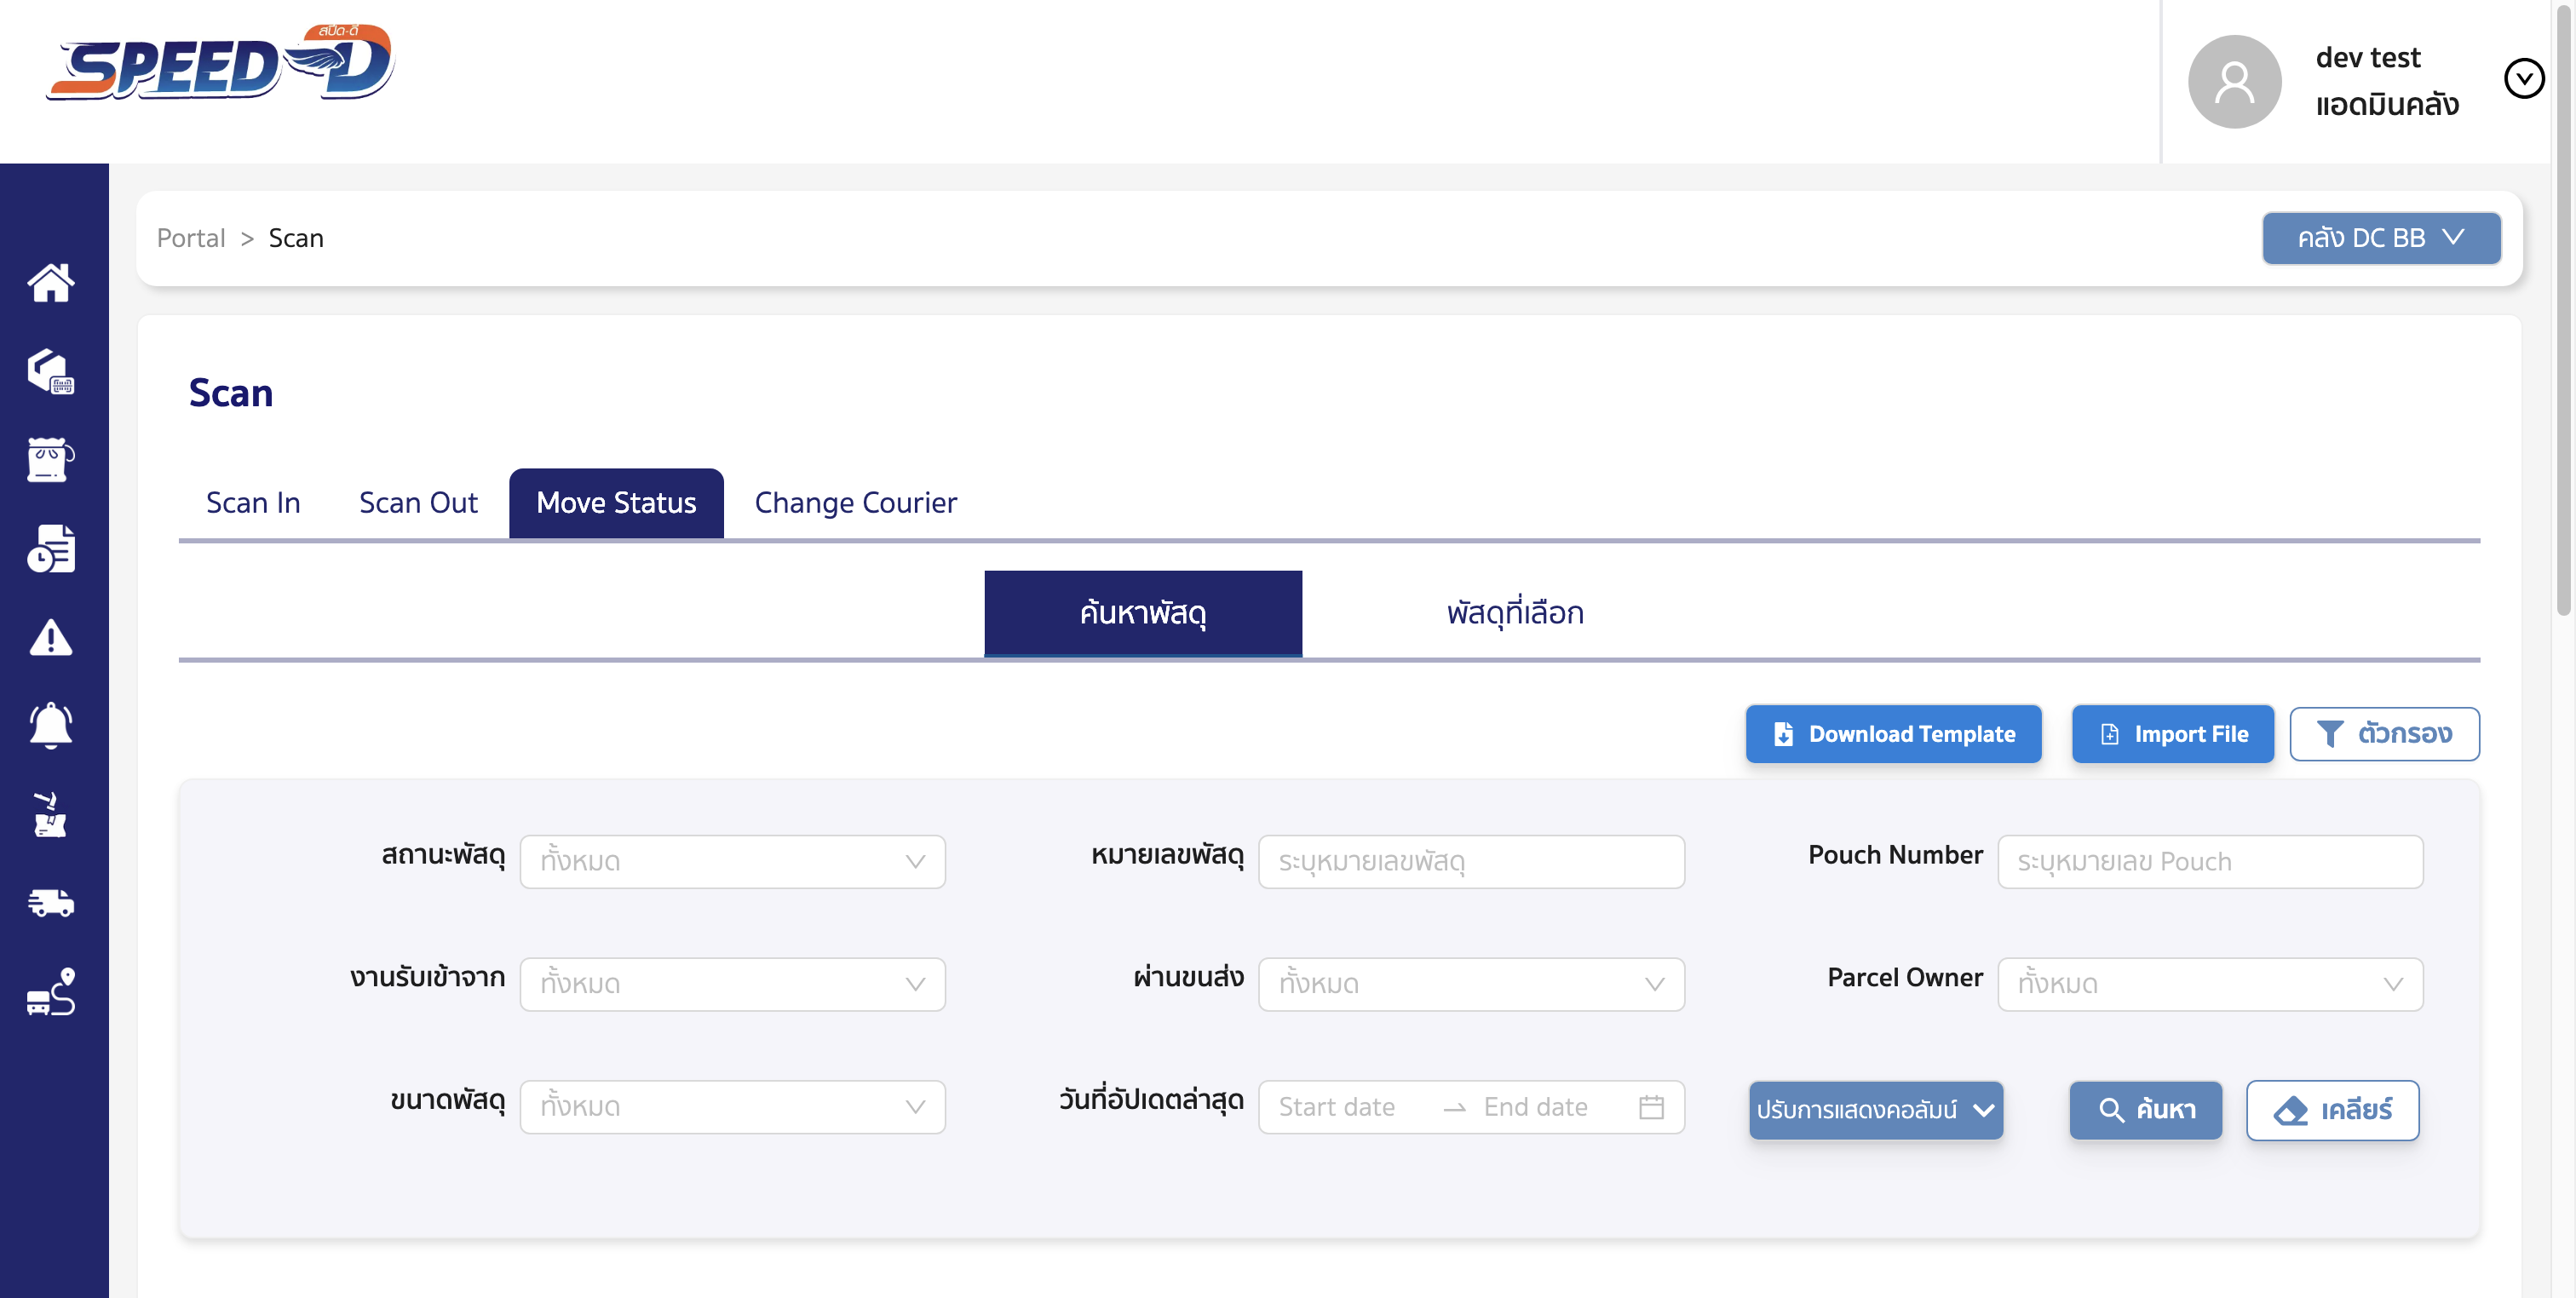 สปีด-ดี
SPEED-D
dev test
แอดมินคลัง
Portal > Scan
คลัง DC BB
Scan
Scan In Scan Out Move Status Change Courier
ค้นหาพัสดุ พัสดุที่เลือก
Download Template Import File ตัวกรอง
สถานะพัสดุ ทั้งหมด หมายเลขพัสดุ ระบุหมายเลขพัสดุ Pouch Number ระบุหมายเลข Pouch
งานรับเข้าจาก ทั้งหมด ผ่านขนส่ง ทั้งหมด Parcel Owner ทั้งหมด
ขนาดพัสดุ ทั้งหมด วันที่อัปเดตล่าสุด Start date → End date ปรับการแสดงคอลัมน์ ค้นหา เคลียร์